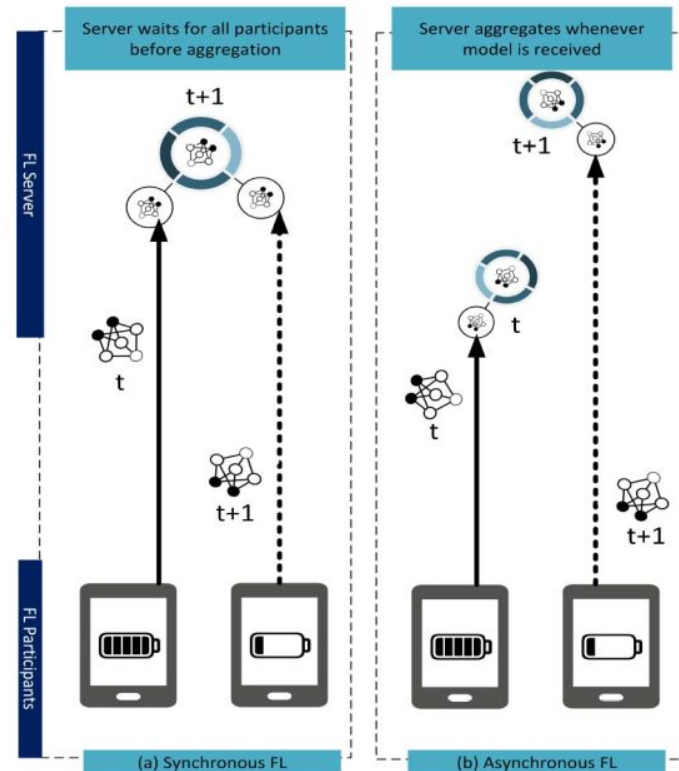 Server waits for all participants
before aggregation
Server aggregates whenever
model is received
FL Server
t+1
t+1
t
t
t
t+1
t+1
FL Participants
(a) Synchronous FL
(b) Asynchronous FL